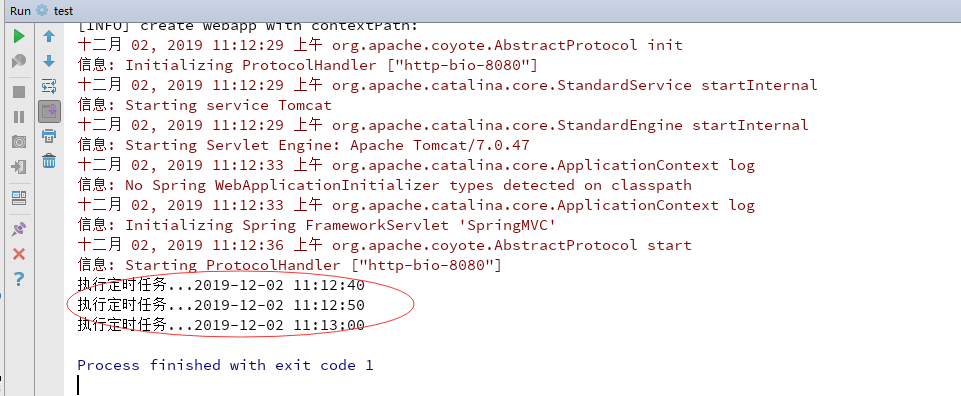 Run test
[INFO] create webapp with contextPath:
十二月 02, 2019 11:12:29 上午 org.apache.coyote.AbstractProtocol init
信息: Initializing ProtocolHandler ["http-bio-8080"]
十二月 02, 2019 11:12:29 上午 org.apache.catalina.core.StandardService startInternal
信息: Starting service Tomcat
十二月 02, 2019 11:12:29 上午 org.apache.catalina.core.StandardEngine startInternal
信息: Starting Servlet Engine: Apache Tomcat/7.0.47
十二月 02, 2019 11:12:33 上午 org.apache.catalina.core.ApplicationContext log
信息: No Spring WebApplicationInitializer types detected on classpath
十二月 02, 2019 11:12:33 上午 org.apache.catalina.core.ApplicationContext log
信息: Initializing Spring FrameworkServlet 'SpringMVC'
十二月 02, 2019 11:12:36 上午 org.apache.coyote.AbstractProtocol start
信息: Starting ProtocolHandler ["http-bio-8080"]
执行定时任务...2019-12-02 11:12:40
执行定时任务...2019-12-02 11:12:50
执行定时任务...2019-12-02 11:13:00
Process finished with exit code 1